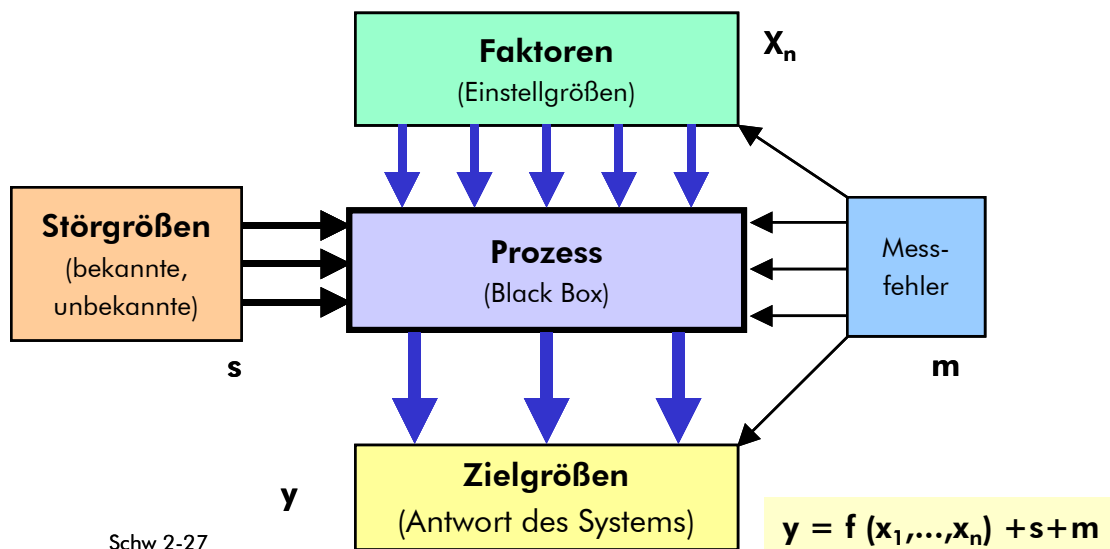 Faktoren
(Einstellgrößen)
Xn
Störgrößen
(bekannte,
unbekannte)
s
Prozess
(Black Box)
Mess-
fehler
m
y
Zielgrößen
(Antwort des Systems)
y = f (x1,...,xn) +s+m
Schw 2-27